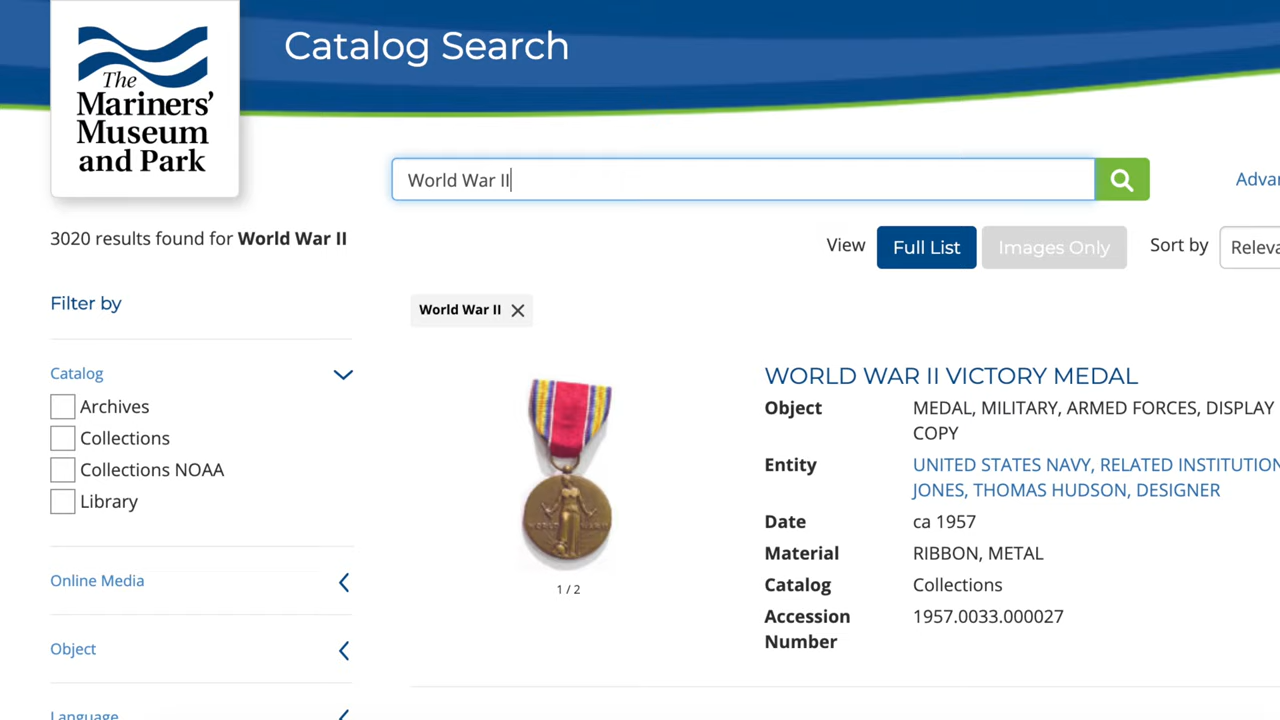 Catalog Search
The
Mariners'
Museum
and Park
World War II
3020 results found for World War II
View Full List Images Only Sort by
Filter by
World War II
Catalog
Archives
Collections
Collections NOAA
Library
Online Media
Object
Language
1 / 2
WORLD WAR II VICTORY MEDAL
Object MEDAL, MILITARY, ARMED FORCES, DISPLAY
COPY
Entity UNITED STATES NAVY, RELATED INSTITUTION
JONES, THOMAS HUDSON, DESIGNER
Date ca 1957
Material RIBBON, METAL
Catalog Collections
Accession 1957.0033.000027
Number